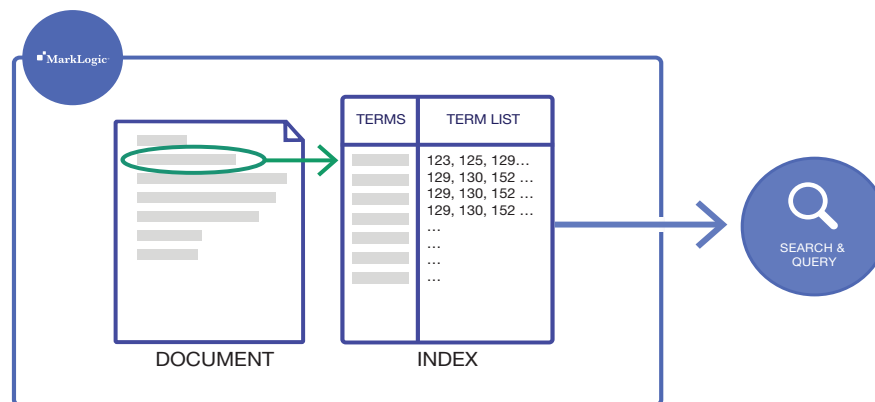 MarkLogic
TERMS
TERM LIST
123, 125, 129...
129, 130, 152 ...
129, 130, 152 ...
129, 130, 152 ...
...
...
...
...
SEARCH &
QUERY
DOCUMENT
INDEX